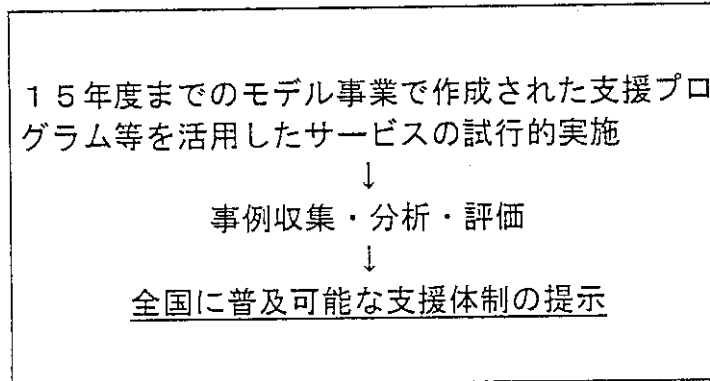 １５年度までのモデル事業で作成された支援プロ
グラム等を活用したサービスの試行的実施
↓
事例収集・分析・評価
↓
全国に普及可能な支援体制の提示